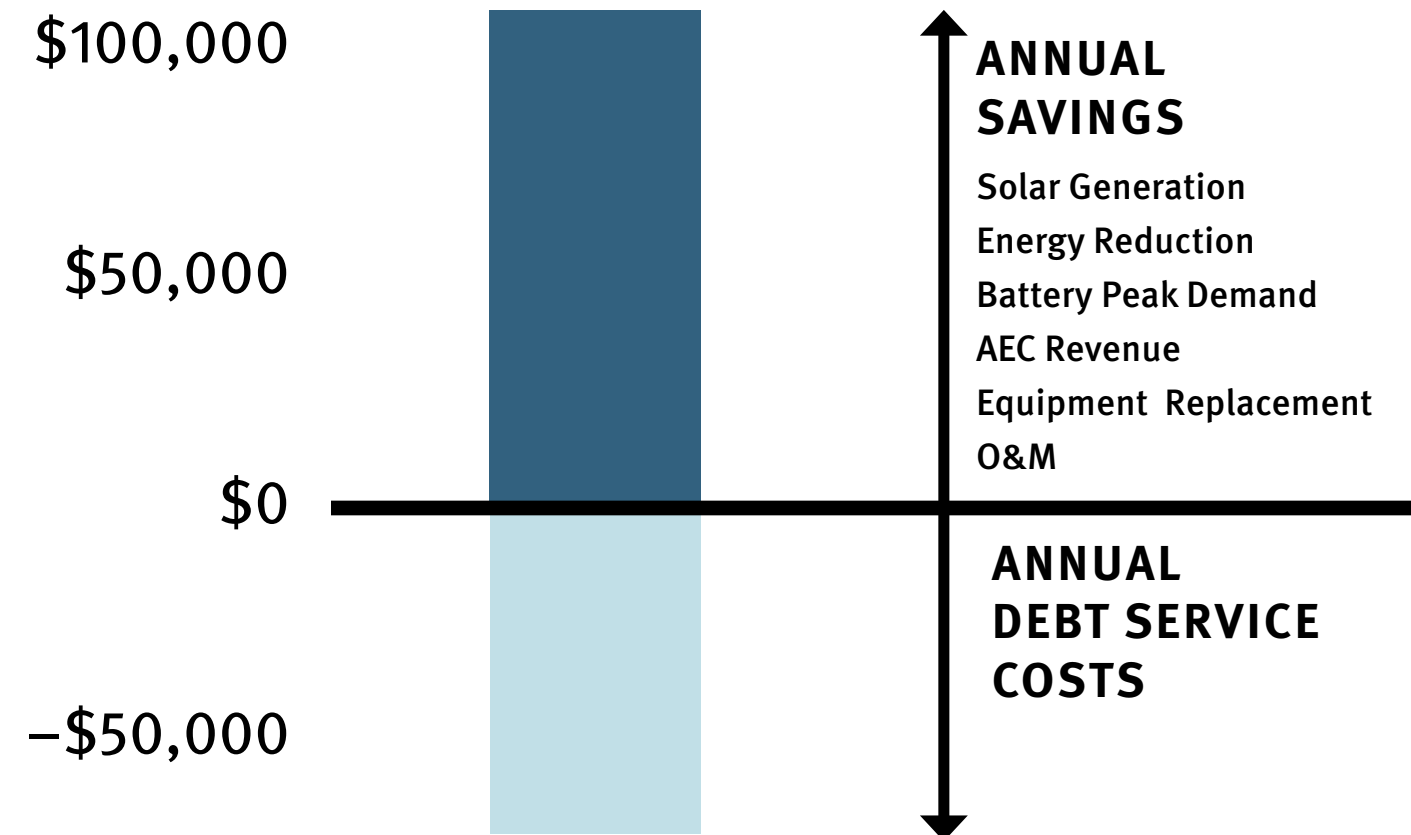 $100,000
$50,000
$0
–$50,000
ANNUAL
SAVINGS
Solar Generation
Energy Reduction
Battery Peak Demand
AEC Revenue
Equipment Replacement
O&M
ANNUAL
DEBT SERVICE
COSTS